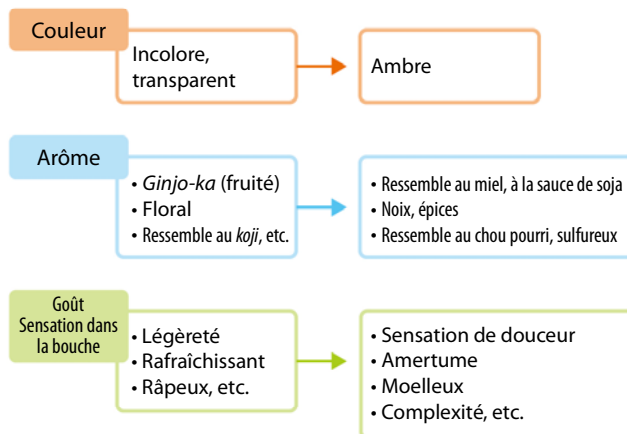 Couleur
Incolore,
transparent
Ambre
Arôme
• Ginjo-ka (fruité)
• Floral
• Ressemble au koji, etc.
• Ressemble au miel, à la sauce de soja
• Noix, épices
• Ressemble au chou pourri, sulfureux
Goût
Sensation dans
la bouche
• Légèreté
• Rafraîchissant
• Râpeux, etc.
• Sensation de douceur
• Amertume
• Moelleux
• Complexité, etc.